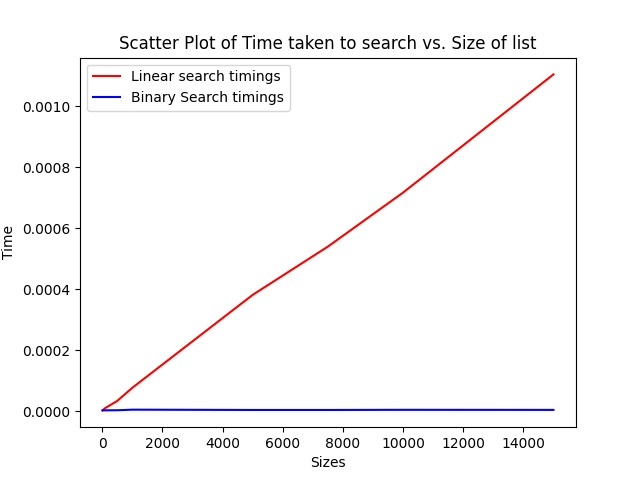 Scatter Plot of Time taken to search vs. Size of list
Linear search timings
Binary Search timings
0.0010
0.0008
0.0006
0.0004
0.0002
0.0000
Time
0 2000 4000 6000 8000 10000 12000 14000
Sizes